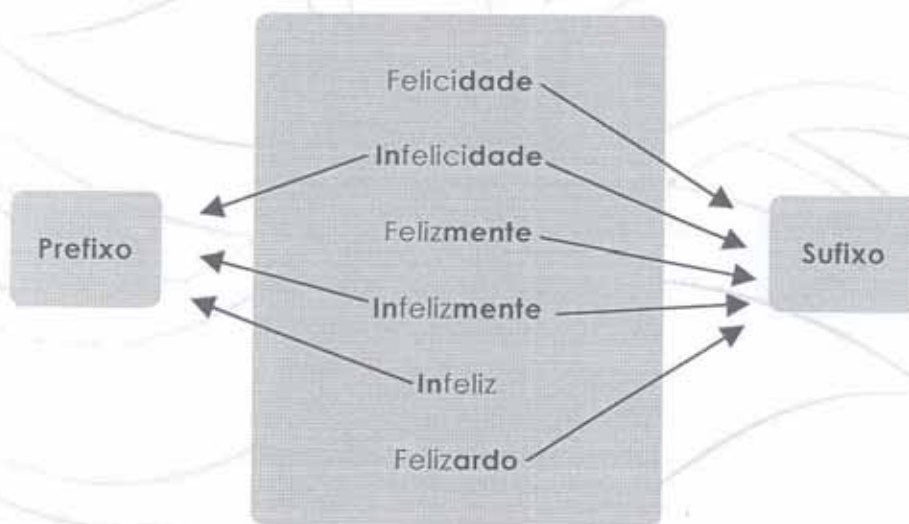 Felicidade
Infelicidade
Prefixo
Felizmente
Sufixo
Infelizmente
Infeliz
Felizardo